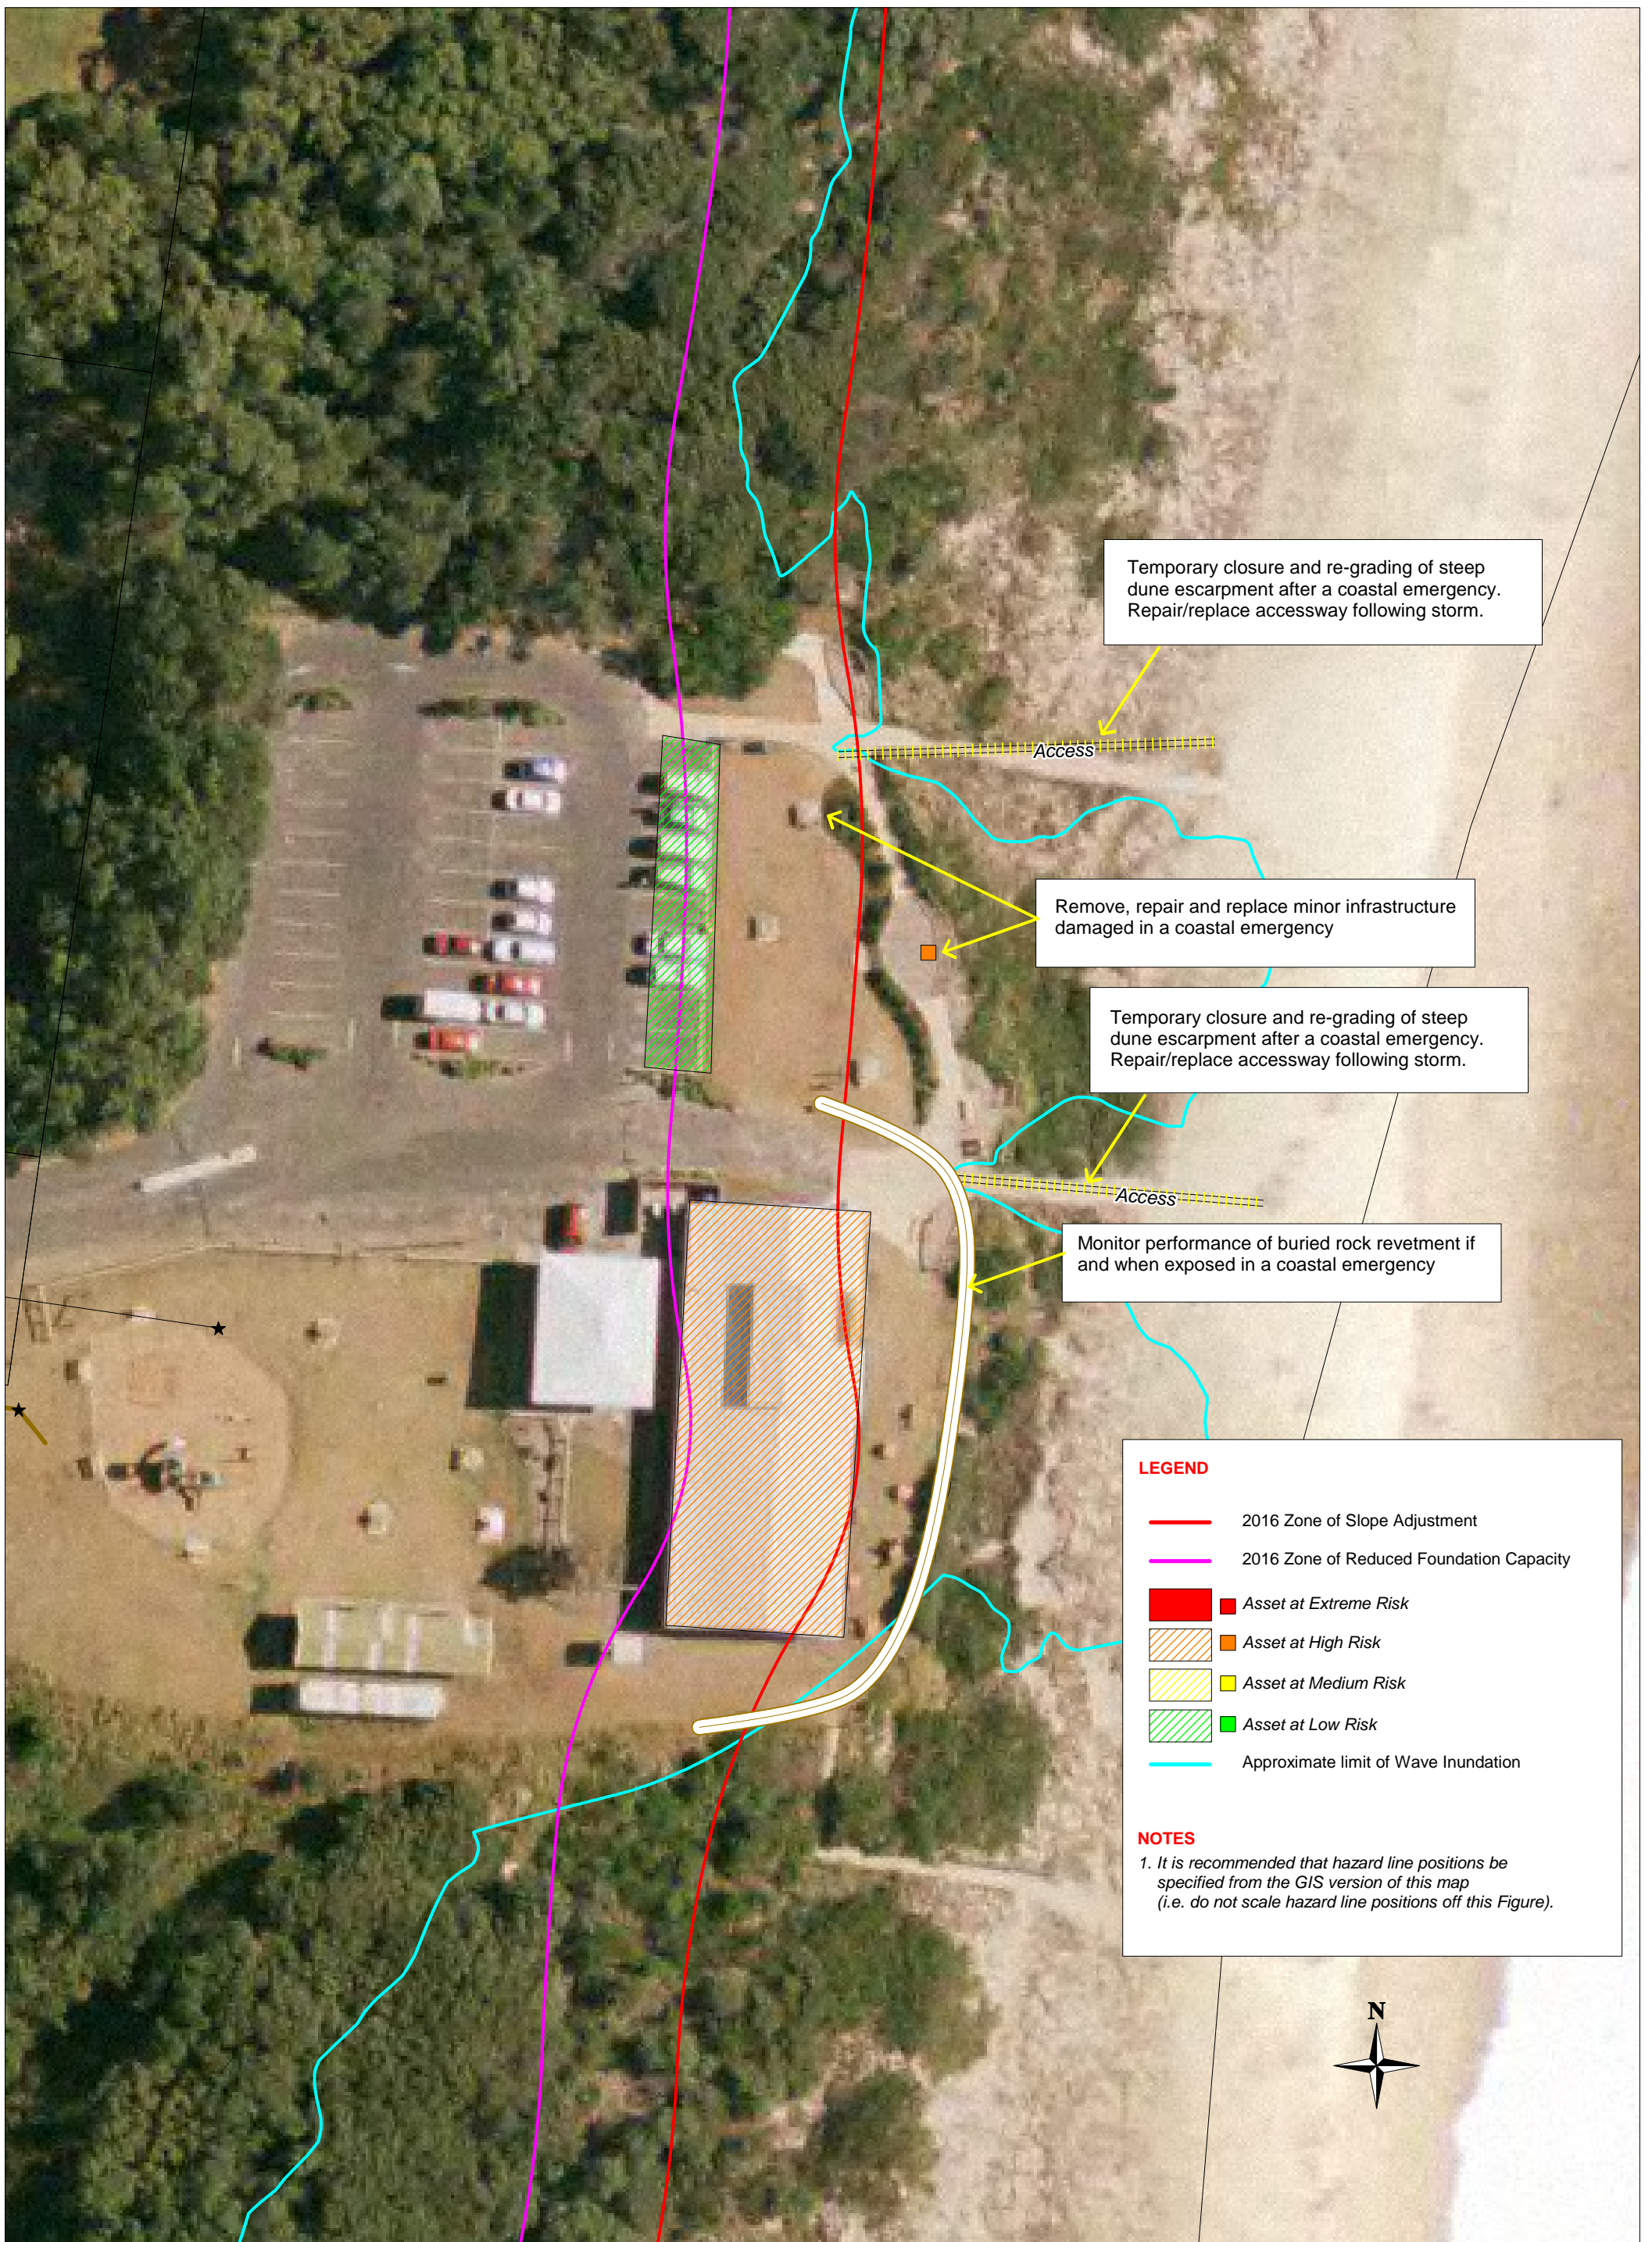 Temporary closure and re-grading of steep
dune escarpment after a coastal emergency.
Repair/replace accessway following storm.
Access
Remove, repair and replace minor infrastructure
damaged in a coastal emergency
Temporary closure and re-grading of steep
dune escarpment after a coastal emergency.
Repair/replace accessway following storm.
Access
Monitor performance of buried rock revetment if
and when exposed in a coastal emergency
LEGEND
2016 Zone of Slope Adjustment
2016 Zone of Reduced Foundation Capacity
Asset at Extreme Risk
Asset at High Risk
Asset at Medium Risk
Asset at Low Risk
Approximate limit of Wave Inundation
NOTES
1. It is recommended that hazard line positions be
specified from the GIS version of this map
(i.e. do not scale hazard line positions off this Figure).
N